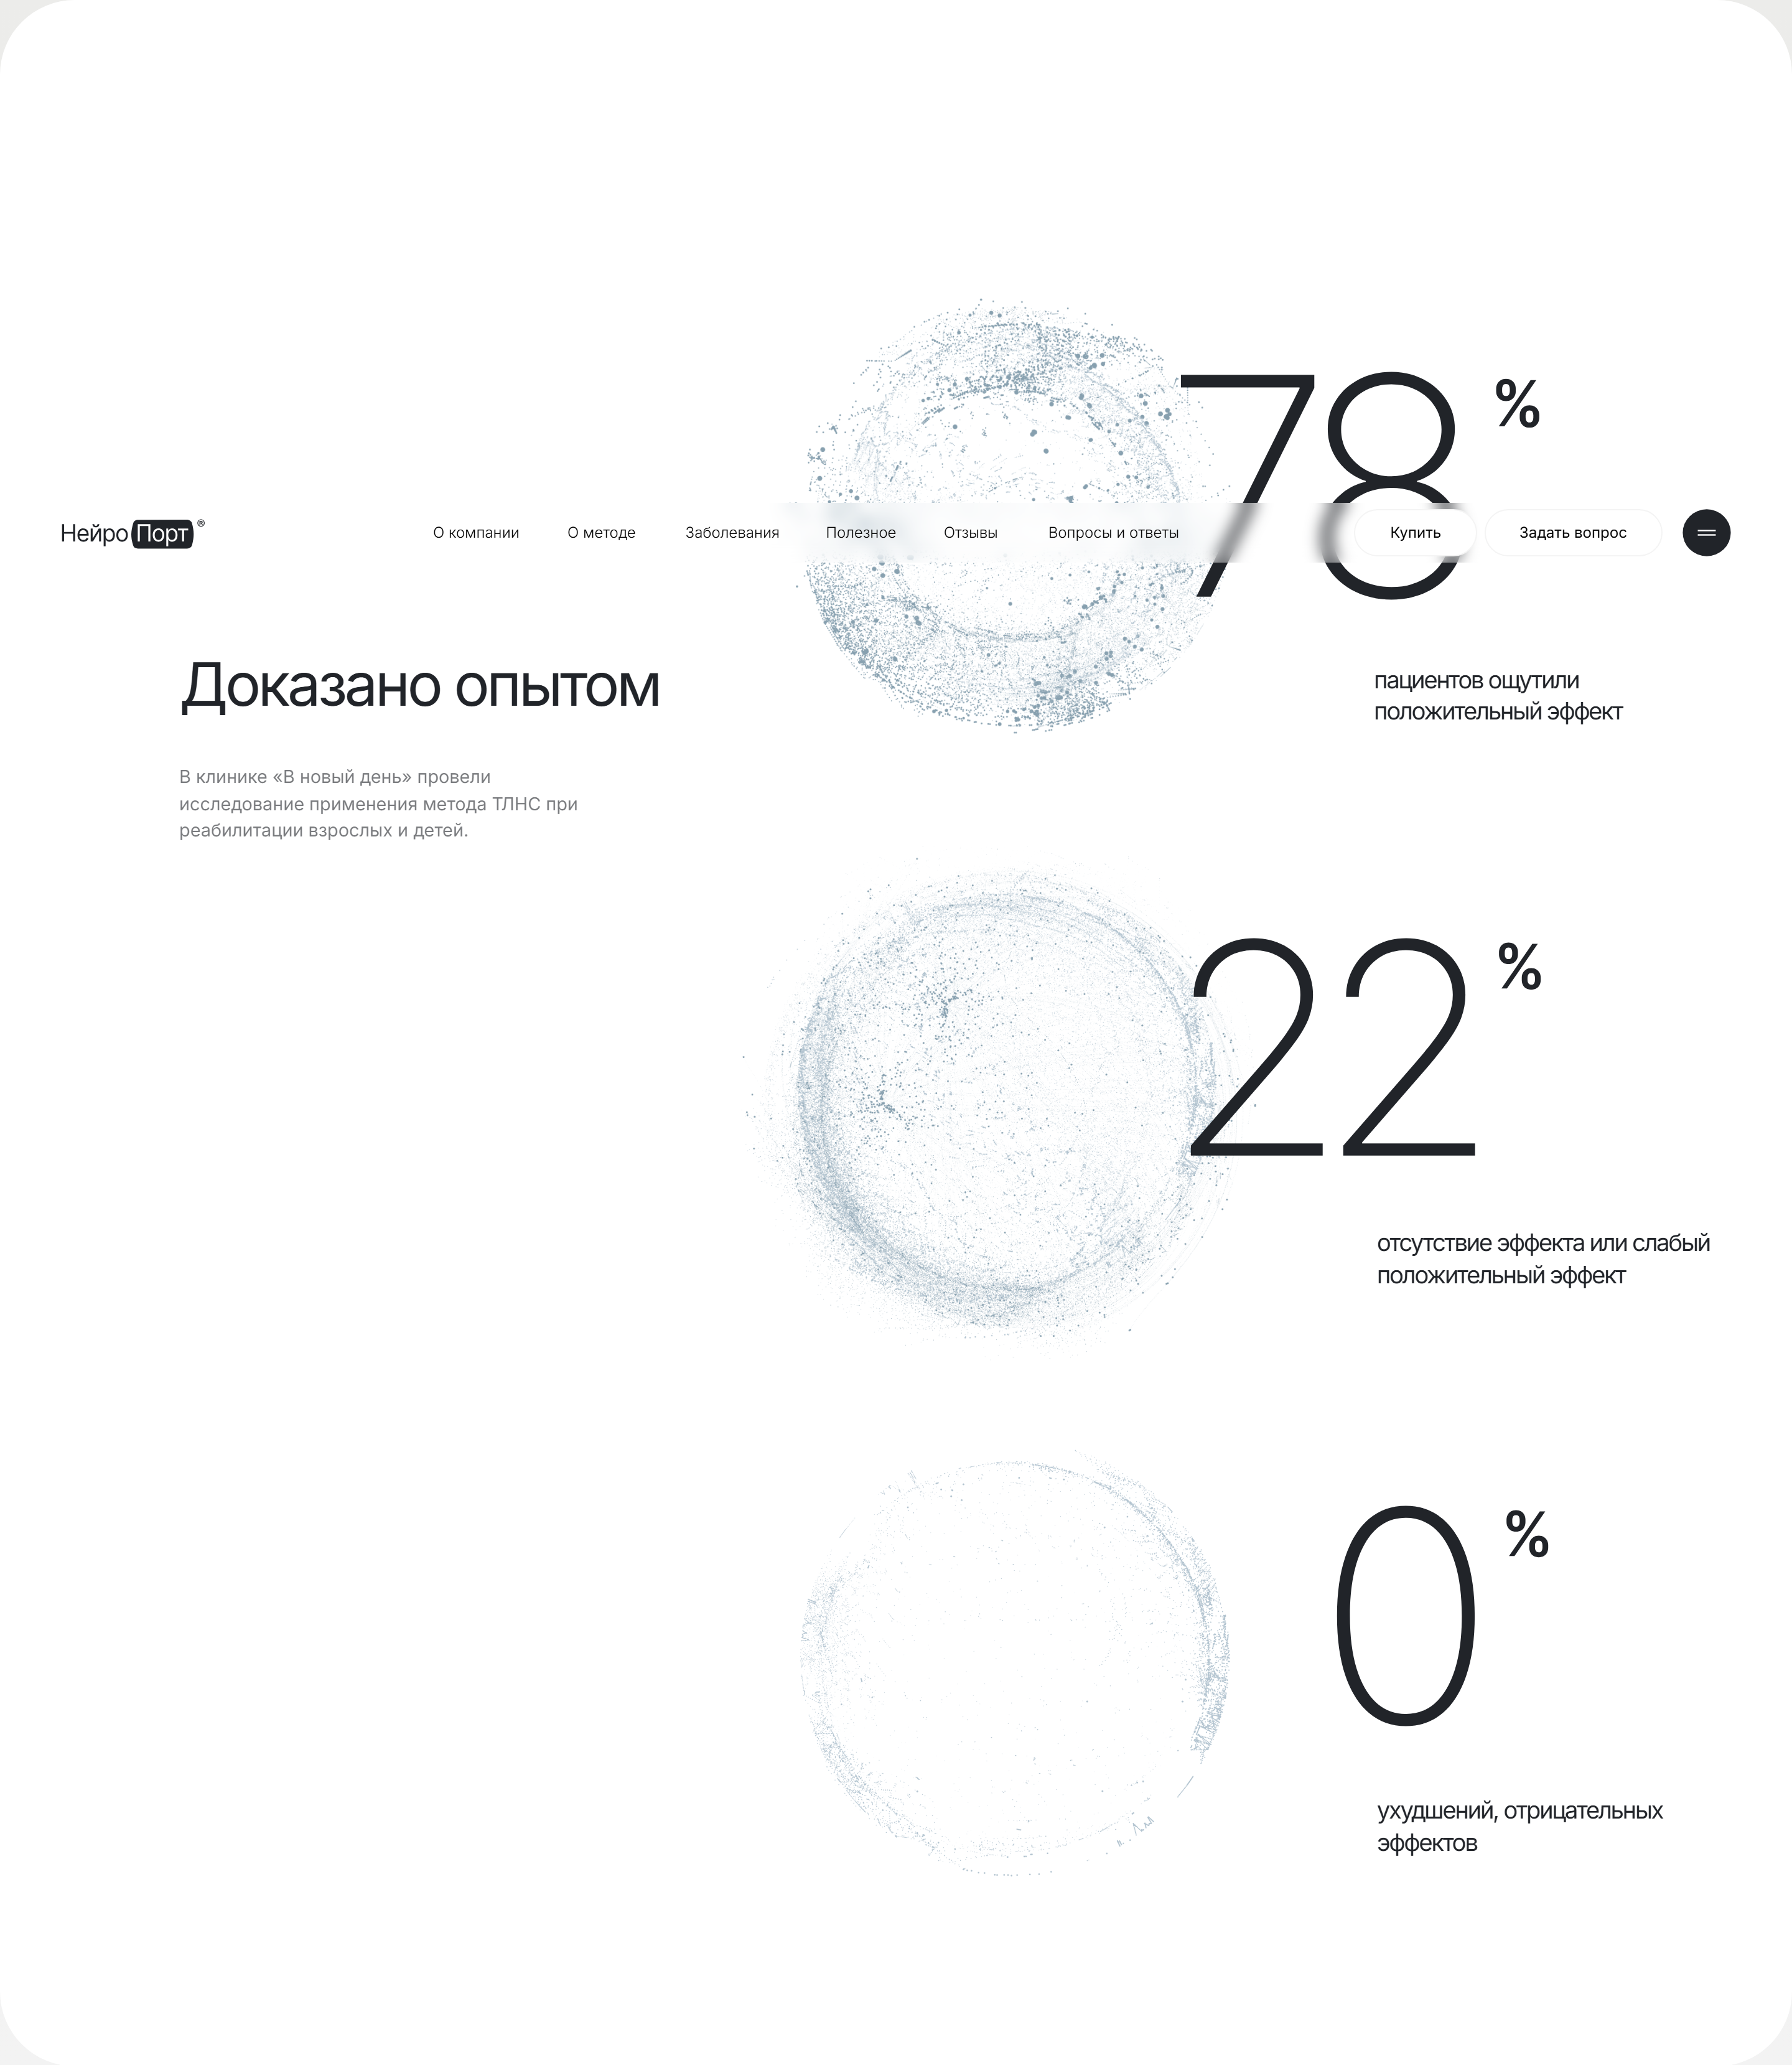 78 %
НейроПорт ®
О компании
О методе
Заболевания
Полезное
Отзывы
Вопросы и ответы
Купить
Задать вопрос
Доказано опытом
пациентов ощутили
положительный эффект
В клинике «В новый день» провели
исследование применения метода ТЛНС при
реабилитации взрослых и детей.
22 %
отсутствие эффекта или слабый
положительный эффект
0 %
ухудшений, отрицательных
эффектов